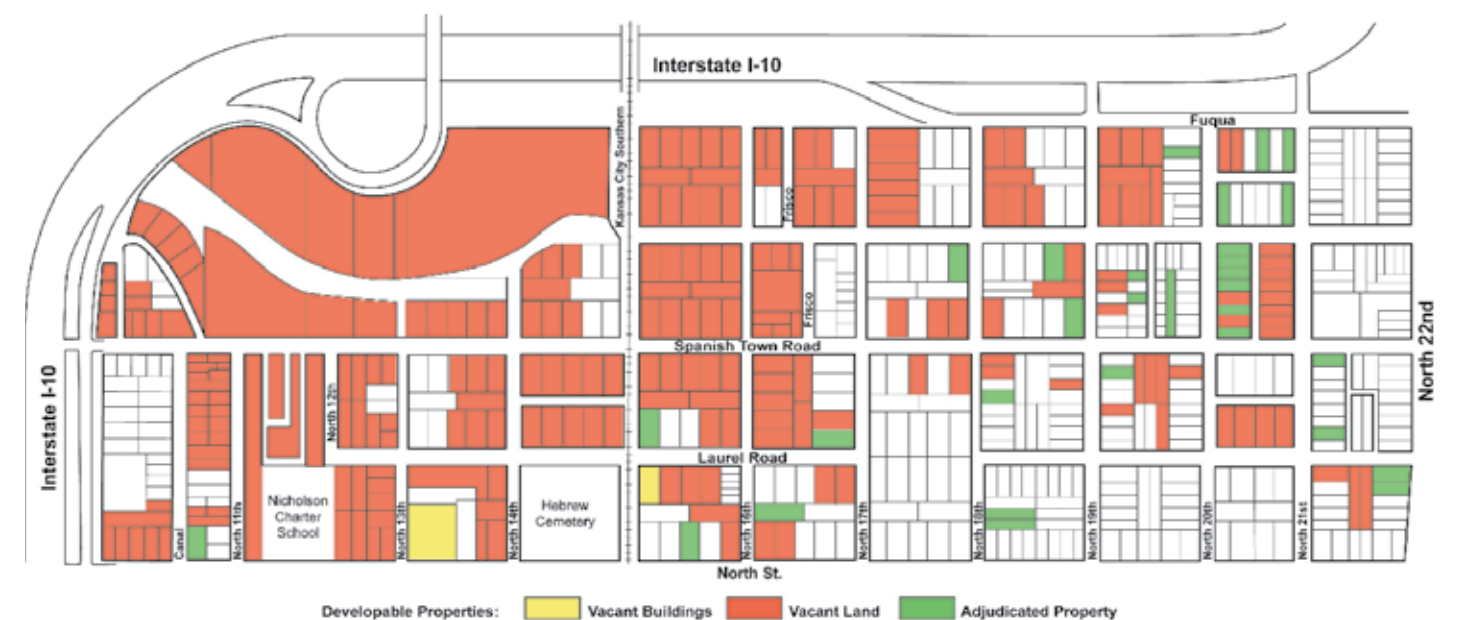 Interstate I-10
Fuqua
Kansas City Southern
Frisco
Frisco
Spanish Town Road
North 22nd
Interstate I-10
North 12th
Laurel Road
Nicholson
Charter
School
Hebrew
Cemetery
Canal
North 11th
North 13th
North 14th
North 16th
North 17th
North 18th
North 19th
North 20th
North 21st
North St.
Developable Properties: Vacant Buildings Vacant Land Adjudicated Property